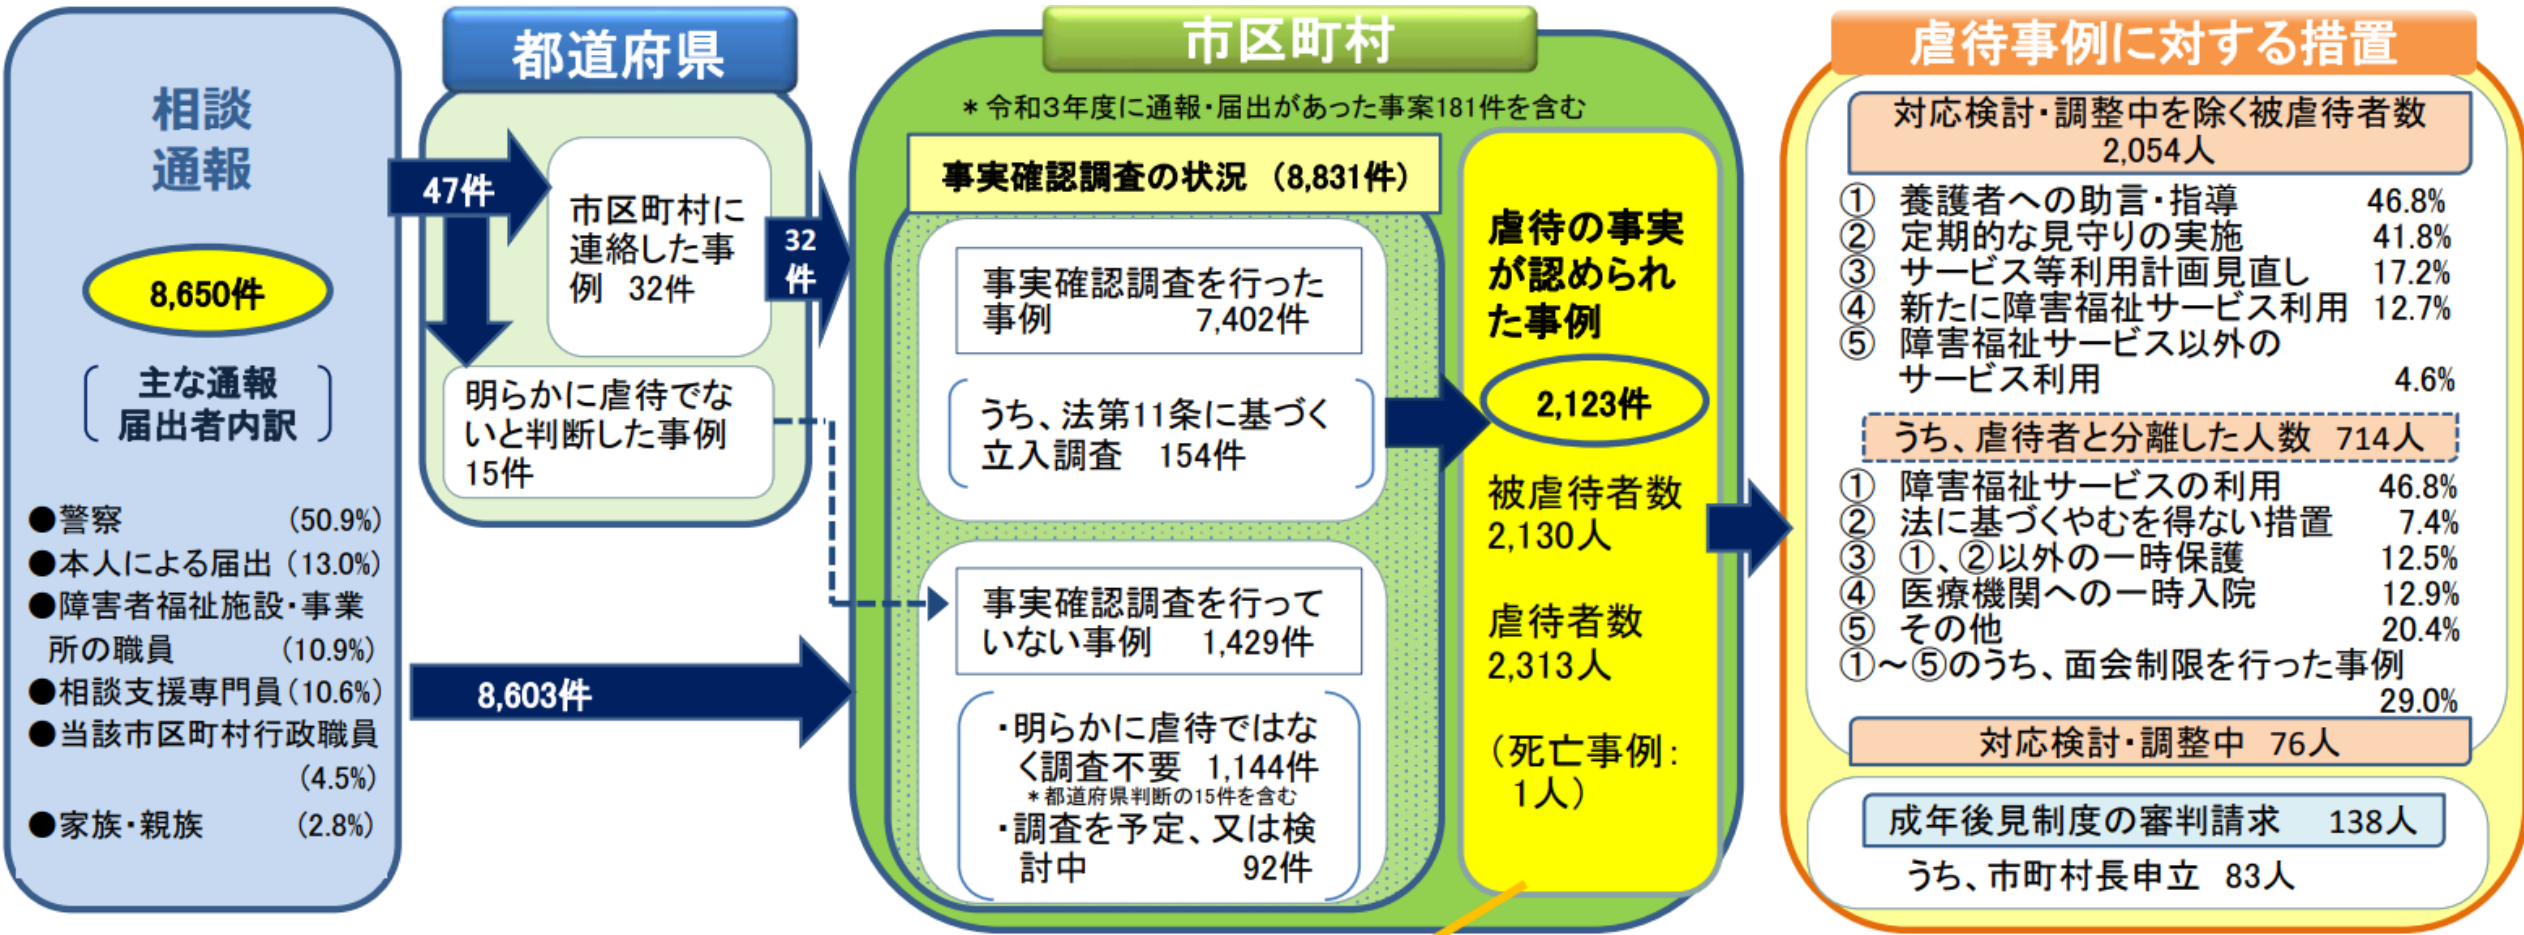 相談
通報
8,650件
主な通報
届出者内訳
●警察 (50.9%)
●本人による届出 (13.0%)
●障害者福祉施設・事業
所の職員 (10.9%)
●相談支援専門員(10.6%)
●当該市区町村行政職員
(4.5%)
●家族・親族 (2.8%)
都道府県
47件
市区町村に
連絡した事
例 32件
32
件
明らかに虐待でな
いと判断した事例
15件
8,603件
市区町村
*令和3年度に通報・届出があった事案181件を含む
事実確認調査の状況 (8,831件)
事実確認調査を行った
事例 7,402件
うち、法第11条に基づく
立入調査 154件
事実確認調査を行って
いない事例 1,429件
・明らかに虐待ではな
く調査不要 1,144件
*都道府県判断の15件を含む
・調査を予定、又は検
討中 92件
虐待の事実
が認められ
た事例
2,123件
被虐待者数
2,130人
虐待者数
2,313人
(死亡事例:
1人)
虐待事例に対する措置
対応検討・調整中を除く被虐待者数
2,054人
① 養護者への助言・指導 46.8%
② 定期的な見守りの実施 41.8%
③ サービス等利用計画見直し 17.2%
④ 新たに障害福祉サービス利用 12.7%
⑤ 障害福祉サービス以外の
サービス利用 4.6%
うち、虐待者と分離した人数 714人
① 障害福祉サービスの利用 46.8%
② 法に基づくやむを得ない措置 7.4%
③ ①、②以外の一時保護 12.5%
④ 医療機関への一時入院 12.9%
⑤ その他 20.4%
①~⑤のうち、面会制限を行った事例
29.0%
対応検討・調整中 76人
成年後見制度の審判請求 138人
うち、市町村長申立 83人